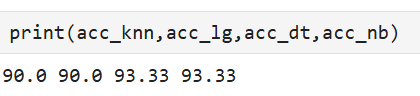 print(acc_knn,acc_lg,acc_dt,acc_nb)
90.0 90.0 93.33 93.33